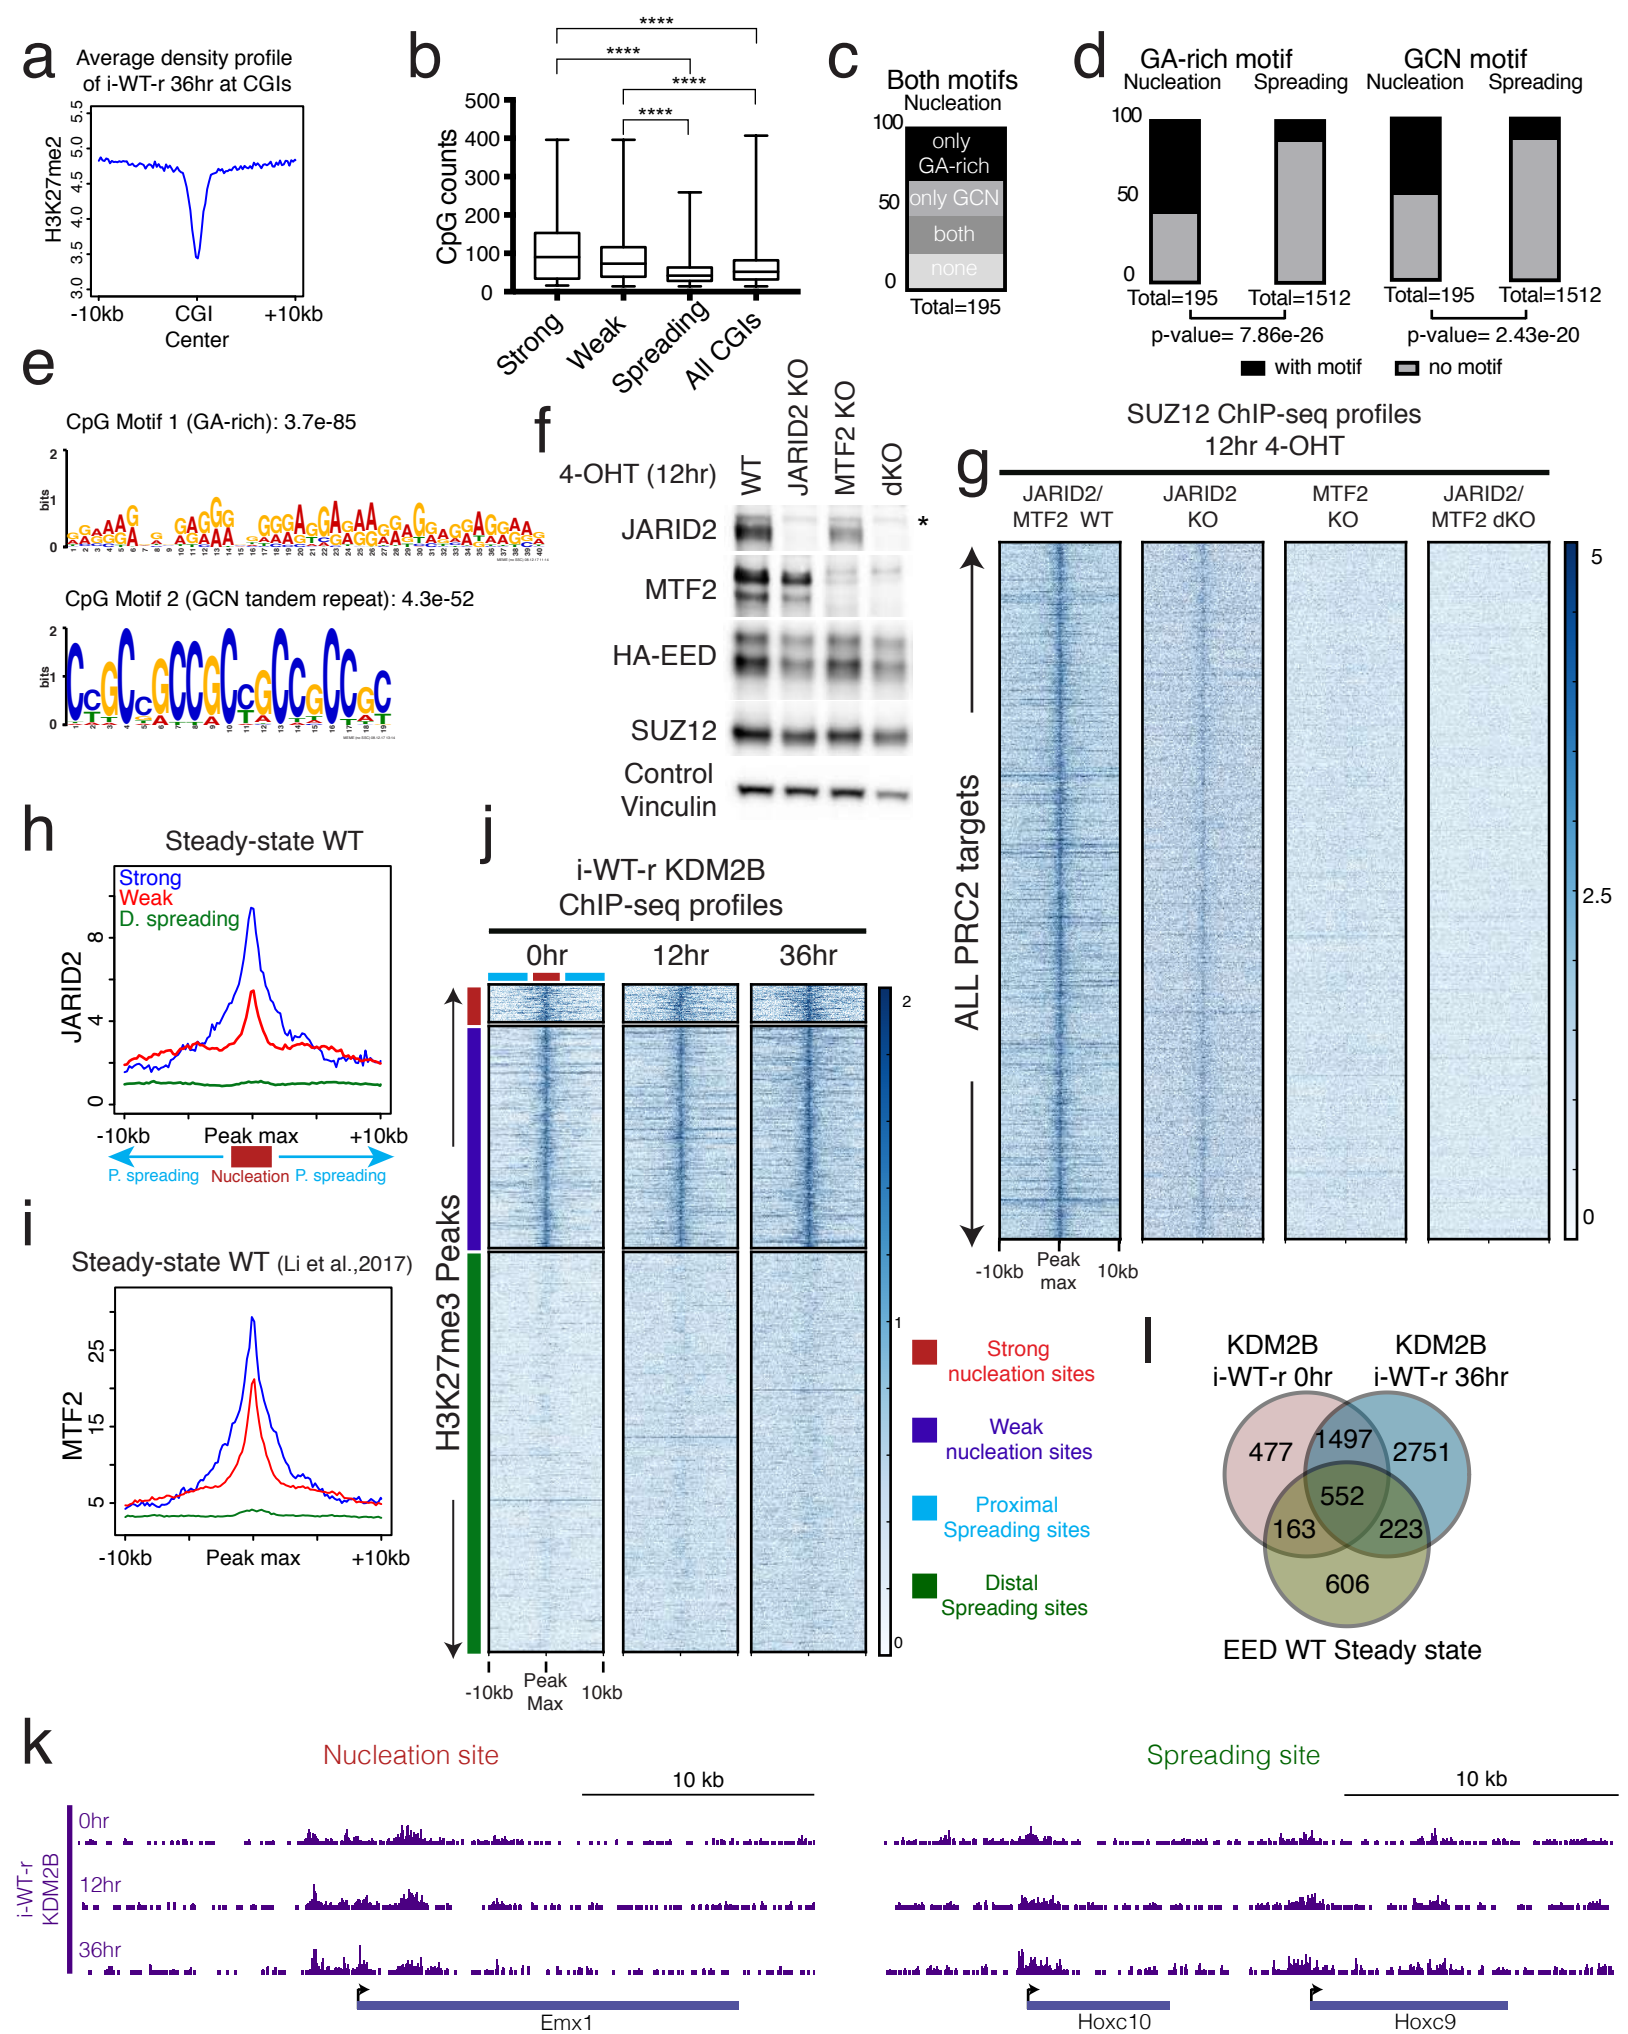 a
Average density profile
of i-WT-r 36hr at CGIs
H3K27me2
5.5
5.0
4.5
4.0
3.5
3.0
-10kb
CGI
Center
+10kb
b
****
****
****
****
CpG counts
500
400
300
200
100
0
Strong
Weak
Spreading
All CGIs
c
Both motifs
Nucleation
100
50
0
only
GA-rich
only GCN
both
none
Total=195
d
GA-rich motif
Nucleation Spreading
GCN motif
Nucleation Spreading
100
50
0
Total=195 Total=1512
p-value= 7.86e-26
Total=195 Total=1512
p-value= 2.43e-20
with motif no motif
e
CpG Motif 1 (GA-rich): 3.7e-85
2
1
0
bits
CpG Motif 2 (GCN tandem repeat): 4.3e-52
2
1
0
bits
f
4-OHT (12hr)
WT
JARID2 KO
MTF2 KO
dKO
JARID2
*
MTF2
HA-EED
SUZ12
Control
Vinculin
g
SUZ12 ChIP-seq profiles
12hr 4-OHT
JARID2/
MTF2 WT
JARID2
KO
MTF2
KO
JARID2/
MTF2 dKO
ALL PRC2 targets
5
2.5
0
-10kb
Peak
max
10kb
h
Steady-state WT
Strong
Weak
D. spreading
JARID2
8
4
0
-10kb
Peak max
+10kb
P. spreading
Nucleation
P. spreading
i
Steady-state WT (Li et al.,2017)
MTF2
25
15
5
-10kb
Peak max
+10kb
j
i-WT-r KDM2B
ChIP-seq profiles
0hr
12hr
36hr
H3K27me3 Peaks
2
1
0
-10kb
Peak
Max
10kb
Strong
nucleation sites
Weak
nucleation sites
Proximal
Spreading sites
Distal
Spreading sites
l
KDM2B
i-WT-r 0hr
KDM2B
i-WT-r 36hr
477
1497
2751
552
163
223
606
EED WT Steady state
k
Nucleation site
10 kb
Spreading site
10 kb
i-WT-r
KDM2B
0hr
12hr
36hr
Emx1
Hoxc10
Hoxc9